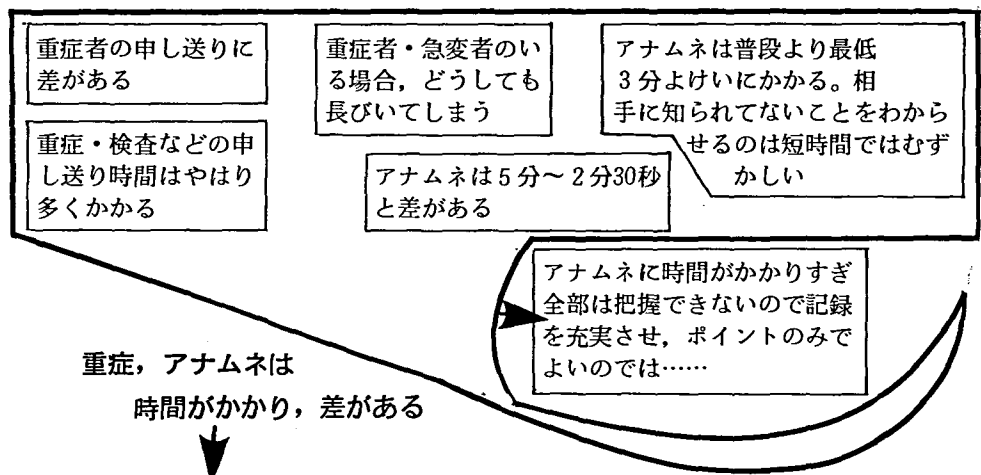 重症者の申し送りに
差がある
重症者・急変者のい
る場合，どうしても
長びいてしまう
アナムネは普段より最低
3分よけいにかかる。相
手に知られてないことをわから
せるのは短時間ではむず
かしい
重症・検査などの申
し送り時間はやはり
多くかかる
アナムネは5分～2分30秒
と差がある
アナムネに時間がかかりすぎ
全部は把握できないので記録
を充実させ，ポイントのみで
よいのでは……
重症，アナムネは
時間がかかり，差がある